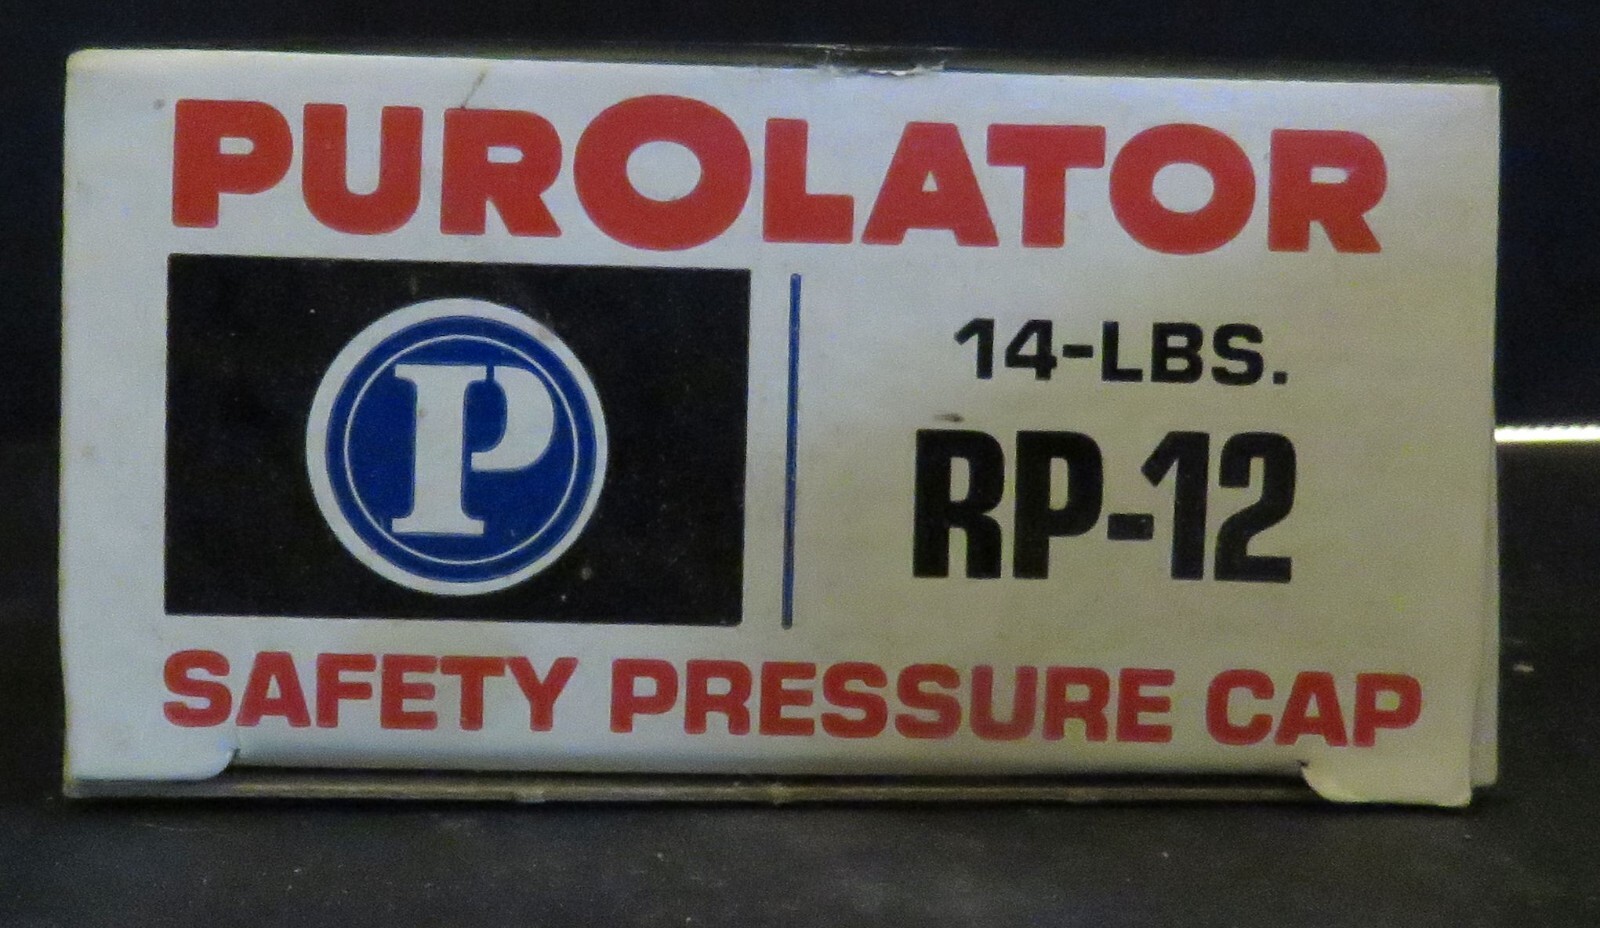 PUROLATOR
P
14-LBS.
RP-12
SAFETY PRESSURE CAP